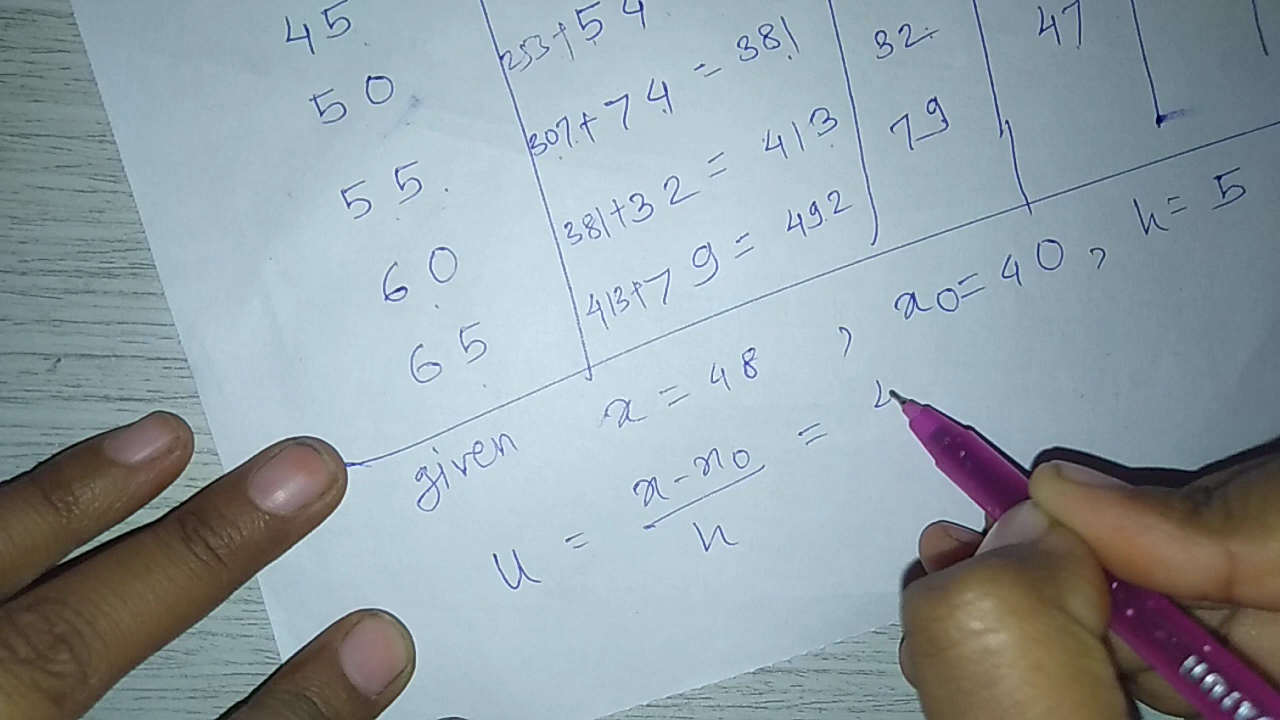 45 253+54
50 307+74 = 381 32 47
55 381+32 = 413 79
60 413+79 = 492
65
given x = 48 , x0 = 40 , h = 5
u = x-x0/h = 4